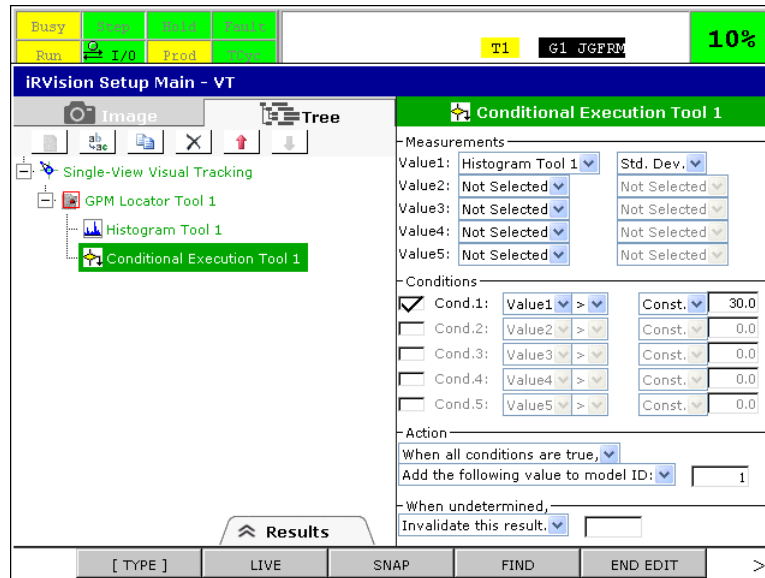 Busy Step Hold Fault
Run I/O Prod TCyc
T1 G1 JGFRM 10%
iRVision Setup Main - VT
Image Tree
Conditional Execution Tool 1
Single-View Visual Tracking
GPM Locator Tool 1
Histogram Tool 1
Conditional Execution Tool 1
Measurements
Value1: Histogram Tool 1 Std. Dev.
Value2: Not Selected Not Selected
Value3: Not Selected Not Selected
Value4: Not Selected Not Selected
Value5: Not Selected Not Selected
Conditions
Cond.1: Value1 > Const. 30.0
Cond.2: Value2 > Const. 0.0
Cond.3: Value3 > Const. 0.0
Cond.4: Value4 > Const. 0.0
Cond.5: Value5 > Const. 0.0
Action
When all conditions are true,
Add the following value to model ID: 1
When undetermined,
Invalidate this result.
Results
[ TYPE ] LIVE SNAP FIND END EDIT >